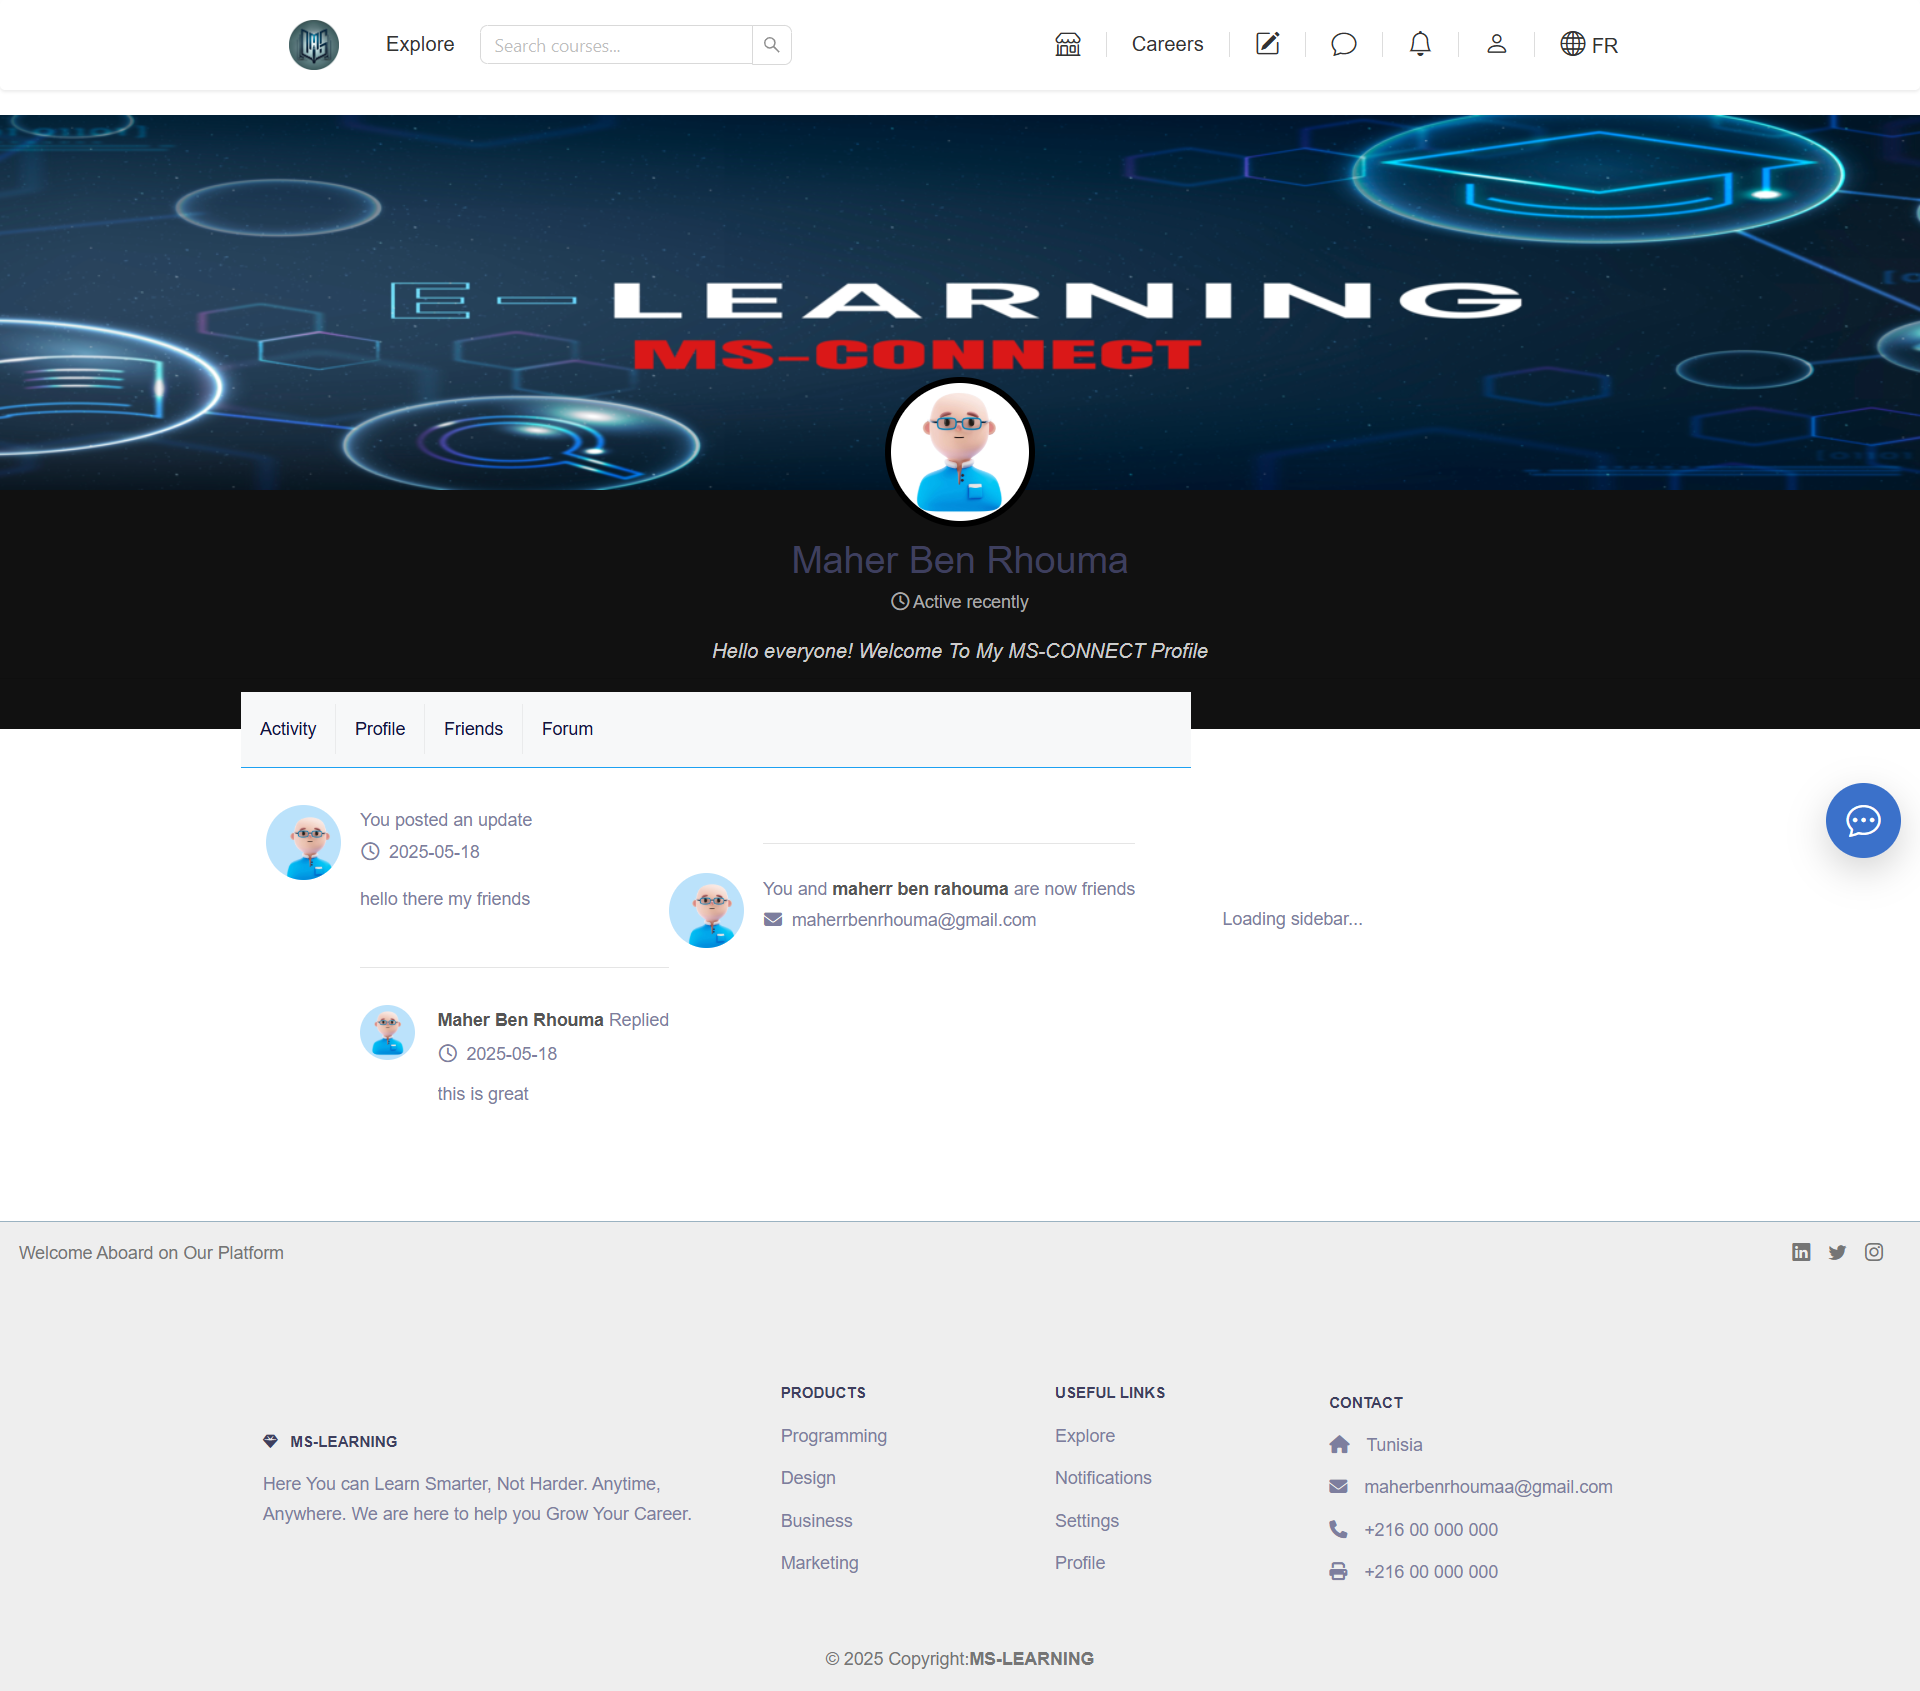 Explore
Search courses...
Careers
FR
E-LEARNING
MS-CONNECT
Maher Ben Rhouma
Active recently
Hello everyone! Welcome To My MS-CONNECT Profile
Activity
Profile
Friends
Forum
You posted an update
2025-05-18
hello there my friends
You and maherr ben rahouma are now friends
maherrbenrhouma@gmail.com
Loading sidebar...
Maher Ben Rhouma Replied
2025-05-18
this is great
Welcome Aboard on Our Platform
MS-LEARNING
Here You can Learn Smarter, Not Harder. Anytime,
Anywhere. We are here to help you Grow Your Career.
PRODUCTS
Programming
Design
Business
Marketing
USEFUL LINKS
Explore
Notifications
Settings
Profile
CONTACT
Tunisia
maherbenrhoumaa@gmail.com
+216 00 000 000
+216 00 000 000
© 2025 Copyright:MS-LEARNING